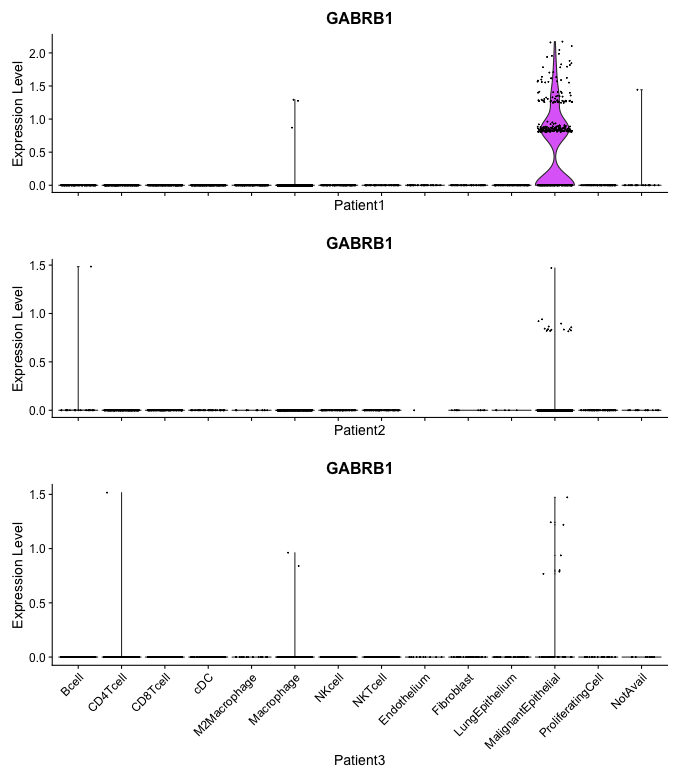 GABRB1
Expression Level
2.0
1.5
1.0
0.5
0.0
Patient1
GABRB1
Expression Level
1.5
1.0
0.5
0.0
Patient2
GABRB1
Expression Level
1.5
1.0
0.5
0.0
Bcell
CD4Tcell
CD8Tcell
cDC
M2Macrophage
Macrophage
NKcell
NKTcell
Endothelium
Fibroblast
LungEpithelium
MalignantEpithelial
ProliferatingCell
NotAvail
Patient3